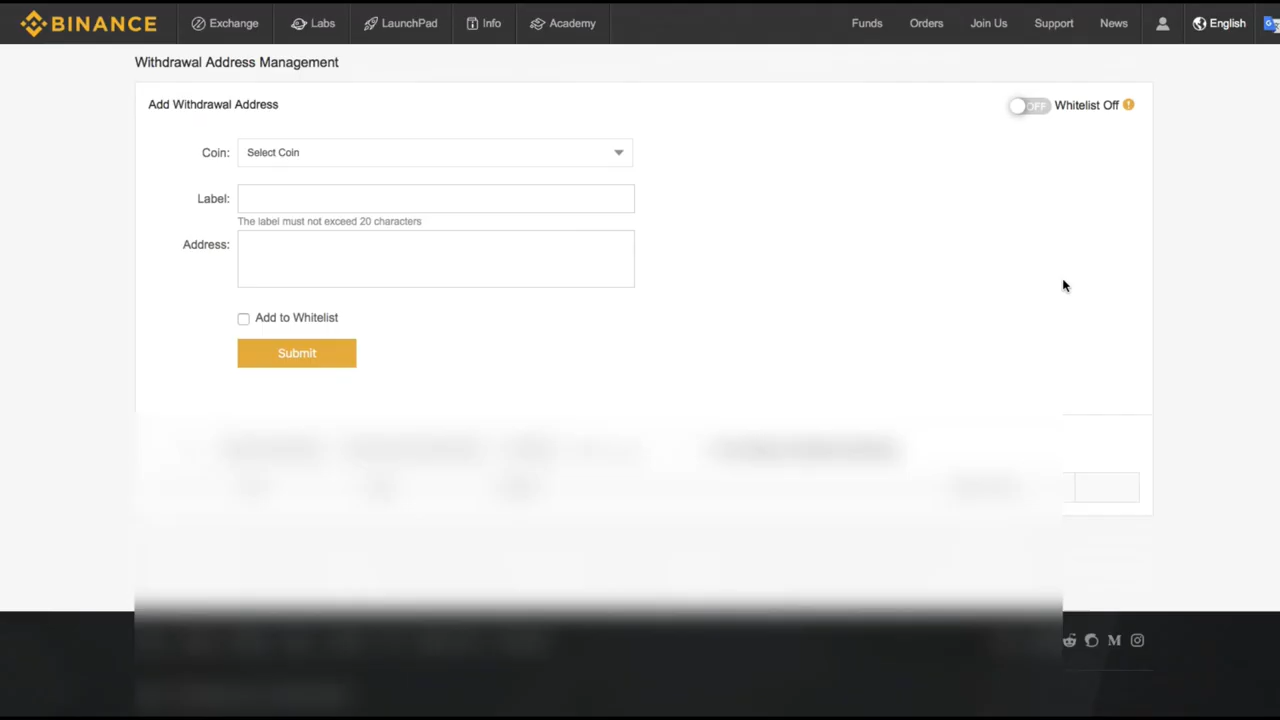 BINANCE Exchange Labs LaunchPad Info Academy Funds Orders Join Us Support News English
Withdrawal Address Management
Add Withdrawal Address
OFF Whitelist Off
Coin: Select Coin
Label:
The label must not exceed 20 characters
Address:
Add to Whitelist
Submit